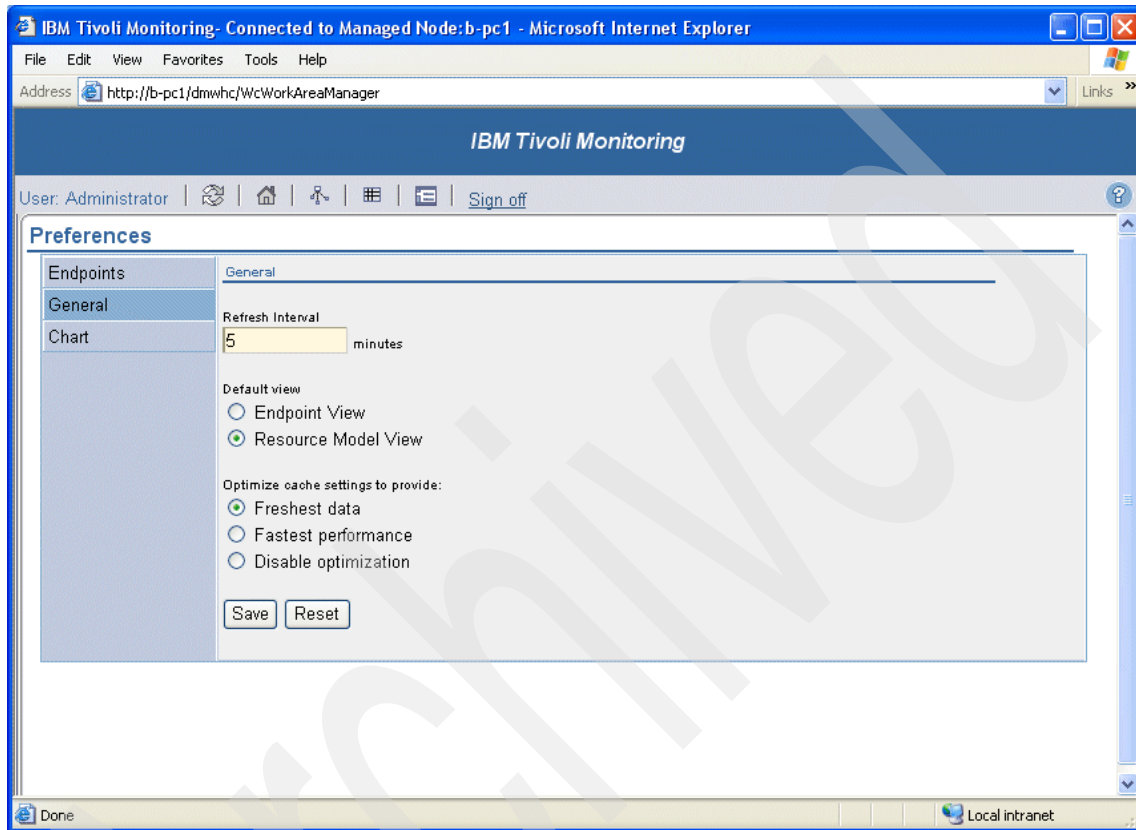 IBM Tivoli Monitoring- Connected to Managed Node:b-pc1 - Microsoft Internet Explorer
File Edit View Favorites Tools Help
Address http://b-pc1/dmwhc/WcWorkAreaManager Links »
IBM Tivoli Monitoring
User: Administrator Sign off ?
Preferences
Endpoints
General
Chart
General
Refresh Interval
5 minutes
Default view
Endpoint View
Resource Model View
Optimize cache settings to provide:
Freshest data
Fastest performance
Disable optimization
Save Reset
Done Local intranet
Archived